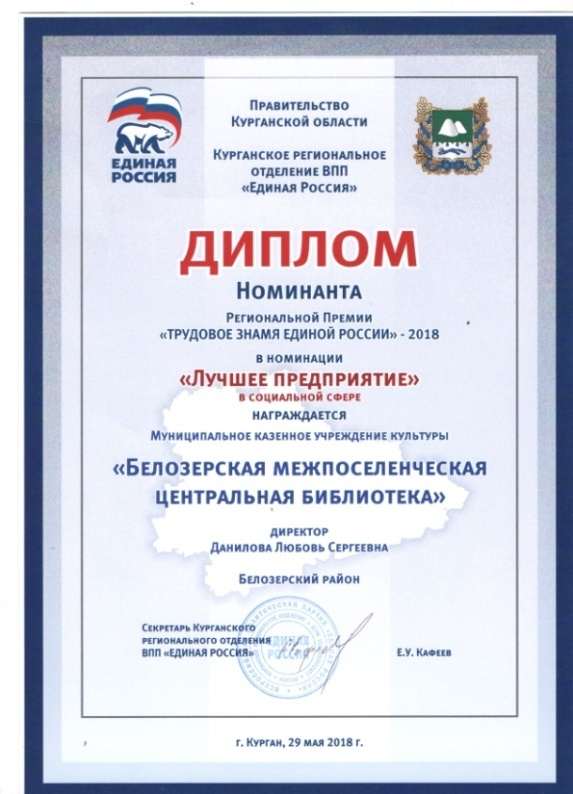 ЕДИНАЯ
РОССИЯ
Правительство
Курганской области
Курганское региональное
отделение ВПП
«Единая Россия»
ДИПЛОМ
Номинанта
Региональной Премии
«ТРУДОВОЕ ЗНАМЯ ЕДИНОЙ РОССИИ» - 2018
в номинации
«Лучшее предприятие»
в социальной сфере
награждается
Муниципальное казенное учреждение культуры
«Белозерская межпоселенческая
центральная библиотека»
директор
Данилова Любовь Сергеевна
Белозерский район
Секретарь Курганского
регионального отделения
ВПП «ЕДИНАЯ РОССИЯ»
ЕДИНАЯ
РОССИЯ
Е.У. Кафеев
г. Курган, 29 мая 2018 г.